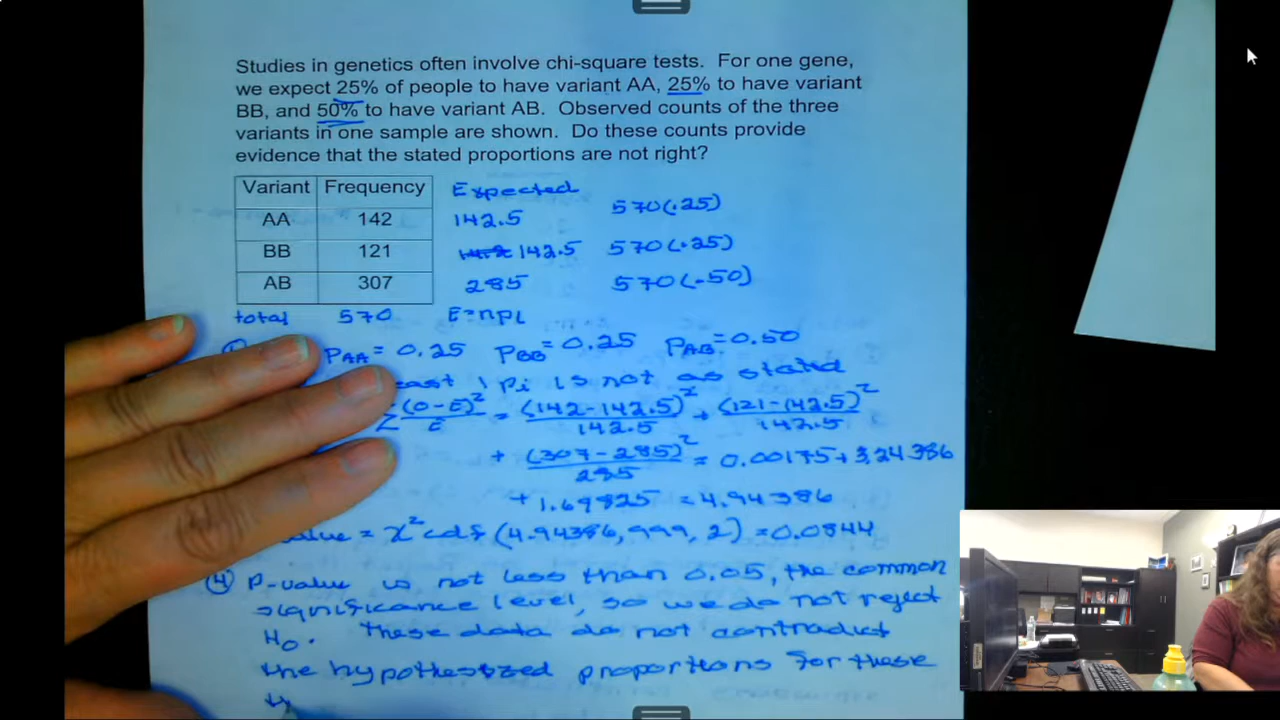 Studies in genetics often involve chi-square tests. For one gene,
we expect 25% of people to have variant AA, 25% to have variant
BB, and 50% to have variant AB. Observed counts of the three
variants in one sample are shown. Do these counts provide
evidence that the stated proportions are not right?
Variant Frequency Expected
AA 142 142.5 570(.25)
BB 121 142.5 570(.25)
AB 307 285 570(.50)
total 570 E=npi
PAA = 0.25 PBB = 0.25 PAB = 0.50
1 pi is not as stated
(O-E)²/E = (142-142.5)²/142.5 + (121-142.5)²/142.5
+ (307-285)²/285 = 0.00175 + 3.24386
+ 1.69825 = 4.94386
= χ²cdf (4.94386, 999, 2) = 0.0844
④ P-value is not less than 0.05, the common
significance level, so we do not reject
H₀. These data do not contradict
the hypothesized proportions for these